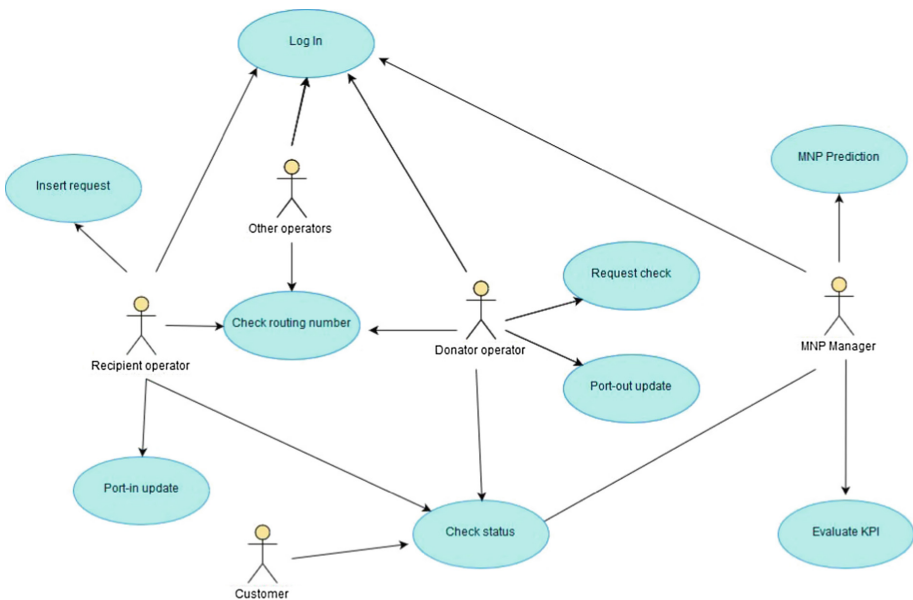 Log In
MNP Prediction
Insert request
Other operators
Request check
Check routing number
MNP Manager
Donator operator
Recipient operator
Port-out update
Port-in update
Check status
Evaluate KPI
Customer